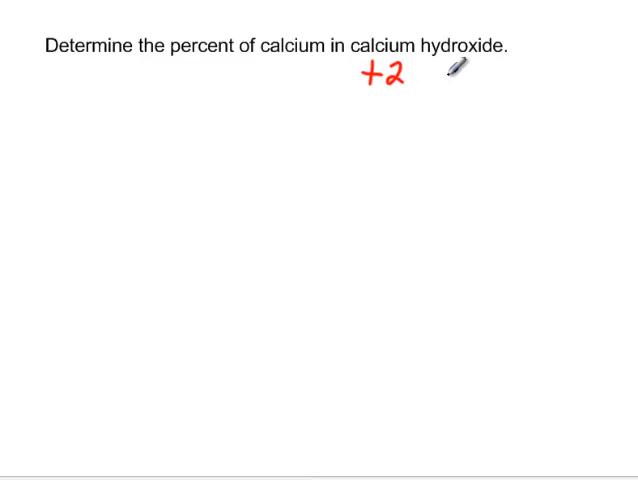 Determine the percent of calcium in calcium hydroxide.
+2